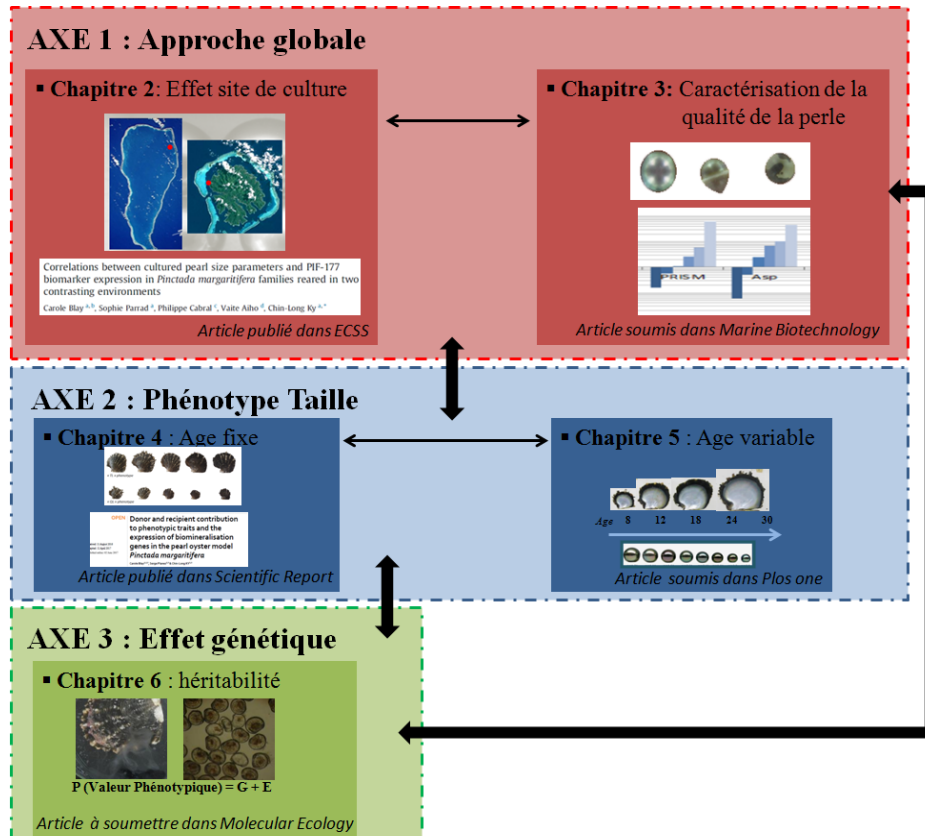 AXE 1 : Approche globale
▪ Chapitre 2: Effet site de culture
Correlations between cultured pearl size parameters and PIF-177
biomarker expression in Pinctada margaritifera families reared in two
contrasting environments
Carole Blay a, b, Sophie Parrad a, Philippe Cabral c, Vaite Aiho d, Chin-Long Ky a, *
Article publié dans ECSS
▪ Chapitre 3: Caractérisation de la
qualité de la perle
PRISM Asp
Article soumis dans Marine Biotechnology
AXE 2 : Phénotype Taille
▪ Chapitre 4 : Age fixe
OPEN Donor and recipient contribution
to phenotypic traits and the
expression of biomineralisation
genes in the pearl oyster model
Pinctada margaritifera
Article publié dans Scientific Report
▪ Chapitre 5 : Age variable
Age 8 12 18 24 30
Article soumis dans Plos one
AXE 3 : Effet génétique
▪ Chapitre 6 : héritabilité
P (Valeur Phénotypique) = G + E
Article à soumettre dans Molecular Ecology